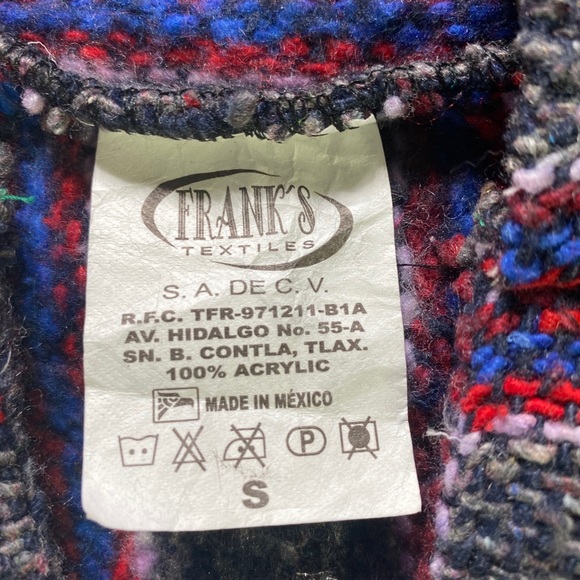 FRANK´S
TEXTILES
S. A. DE C. V.
R.F.C. TFR-971211-B1A
AV. HIDALGO No. 55-A
SN. B. CONTLA, TLAX.
100% ACRYLIC
MADE IN MÉXICO
P
S